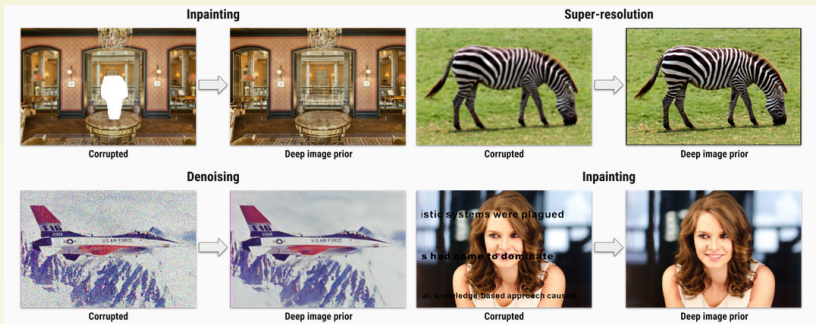 Inpainting
Super-resolution
Corrupted
Deep image prior
Corrupted
Deep image prior
Denoising
Inpainting
U.S. AIR FORCE
U.S. AIR FORCE
istic systems were plagued
s had come to dominate
al, knowledge-based approach caused
Corrupted
Deep image prior
Corrupted
Deep image prior